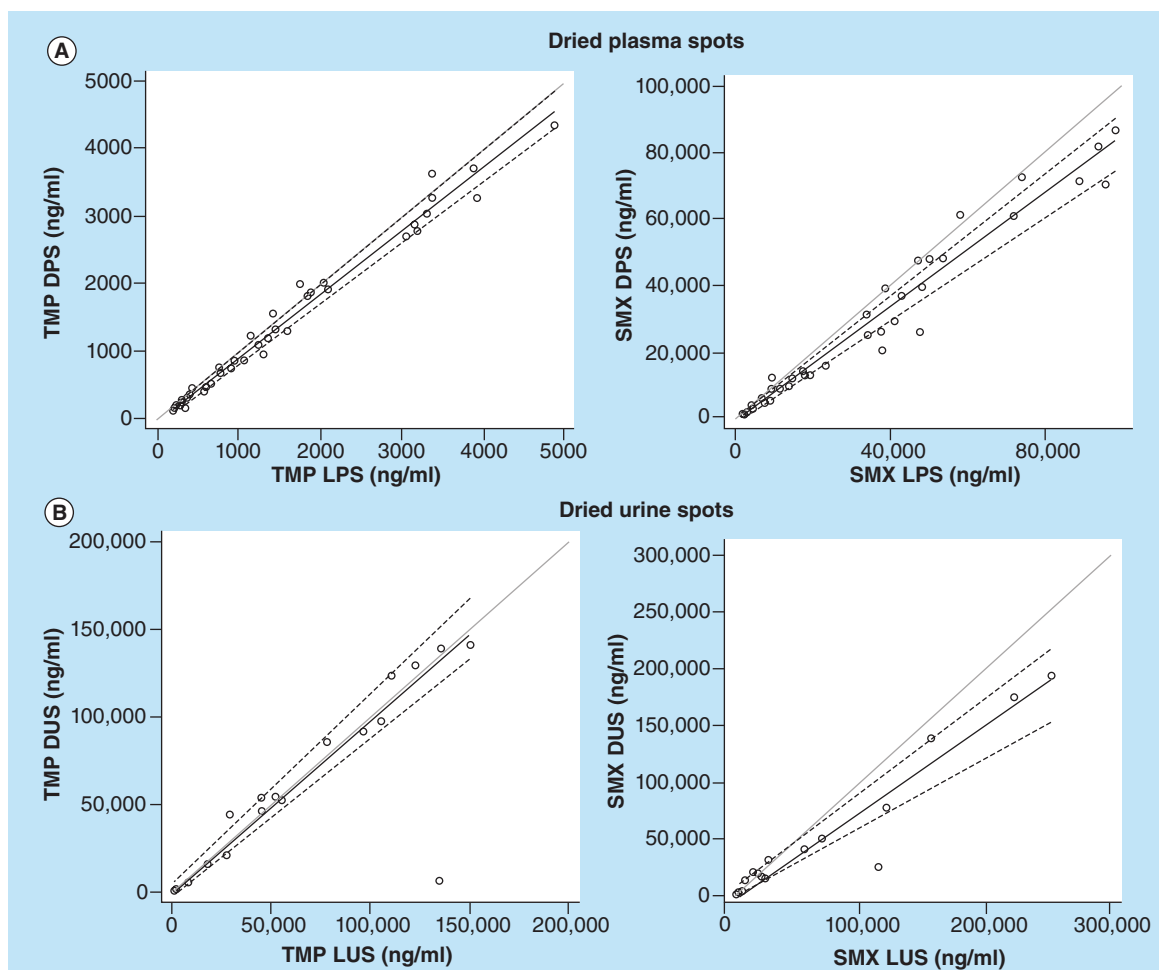 A
Dried plasma spots
5000
4000
3000
2000
1000
0
TMP DPS (ng/ml)
0 1000 2000 3000 4000 5000
TMP LPS (ng/ml)
100,000
80,000
60,000
40,000
20,000
0
SMX DPS (ng/ml)
0 40,000 80,000
SMX LPS (ng/ml)
B
Dried urine spots
200,000
150,000
100,000
50,000
0
TMP DUS (ng/ml)
0 50,000 100,000 150,000 200,000
TMP LUS (ng/ml)
300,000
250,000
200,000
150,000
100,000
50,000
0
SMX DUS (ng/ml)
0 100,000 200,000 300,000
SMX LUS (ng/ml)